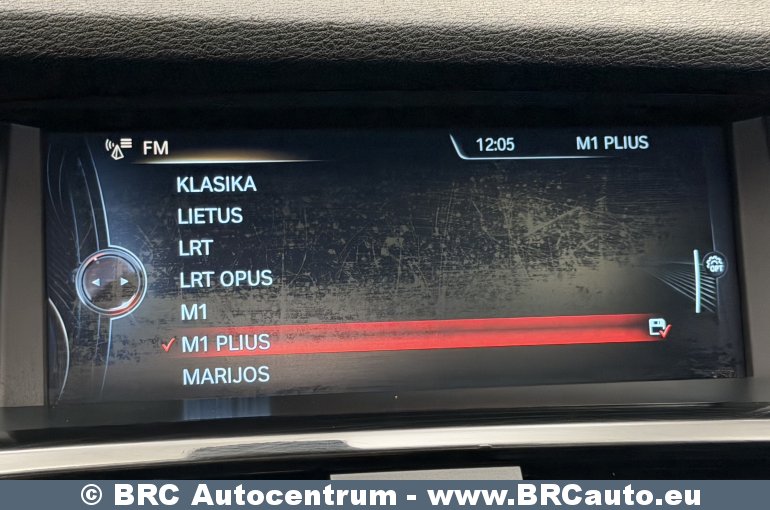 FM 12:05 M1 PLIUS
KLASIKA
LIETUS
LRT
LRT OPUS
OPT
M1
M1 PLIUS
MARIJOS
© BRC Autocentrum - www.BRCauto.eu